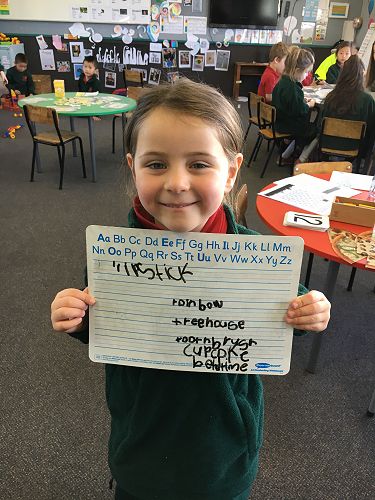 Aa Bb Cc Dd Ee Ff Gg Hh Ii Jj Kk Ll Mm
Nn Oo Pp Qq Rr Ss Tt Uu Vv Ww Xx Yy Zz
rainbow
treehouse
cupcake
bedtime
12